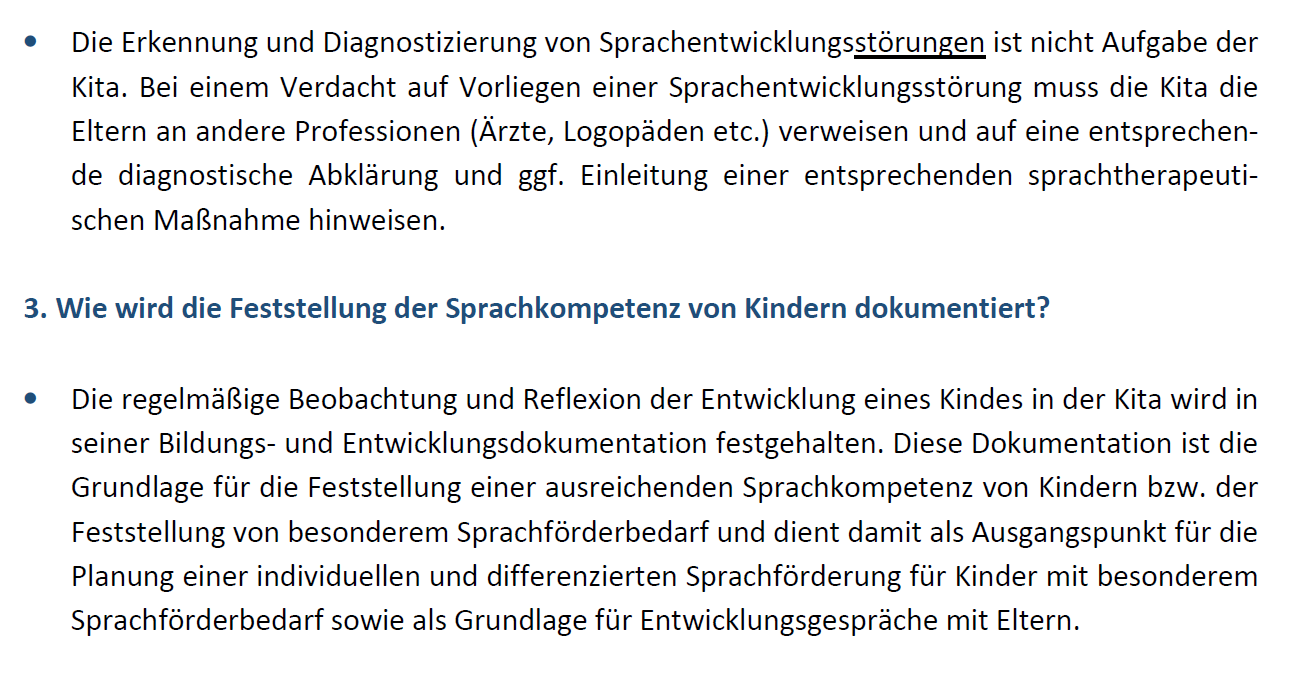 • Die Erkennung und Diagnostizierung von Sprachentwicklungsstörungen ist nicht Aufgabe der
Kita. Bei einem Verdacht auf Vorliegen einer Sprachentwicklungsstörung muss die Kita die
Eltern an andere Professionen (Ärzte, Logopäden etc.) verweisen und auf eine entsprechen-
de diagnostische Abklärung und ggf. Einleitung einer entsprechenden sprachtherapeuti-
schen Maßnahme hinweisen.
3. Wie wird die Feststellung der Sprachkompetenz von Kindern dokumentiert?
• Die regelmäßige Beobachtung und Reflexion der Entwicklung eines Kindes in der Kita wird in
seiner Bildungs- und Entwicklungsdokumentation festgehalten. Diese Dokumentation ist die
Grundlage für die Feststellung einer ausreichenden Sprachkompetenz von Kindern bzw. der
Feststellung von besonderem Sprachförderbedarf und dient damit als Ausgangspunkt für die
Planung einer individuellen und differenzierten Sprachförderung für Kinder mit besonderem
Sprachförderbedarf sowie als Grundlage für Entwicklungsgespräche mit Eltern.